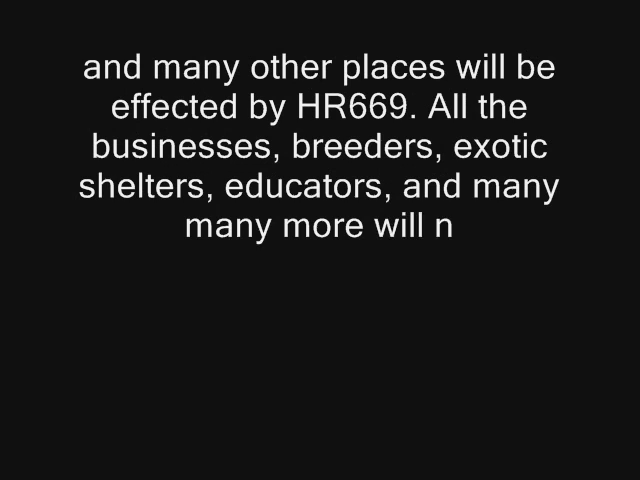 and many other places will be
effected by HR669. All the
businesses, breeders, exotic
shelters, educators, and many
many more will n